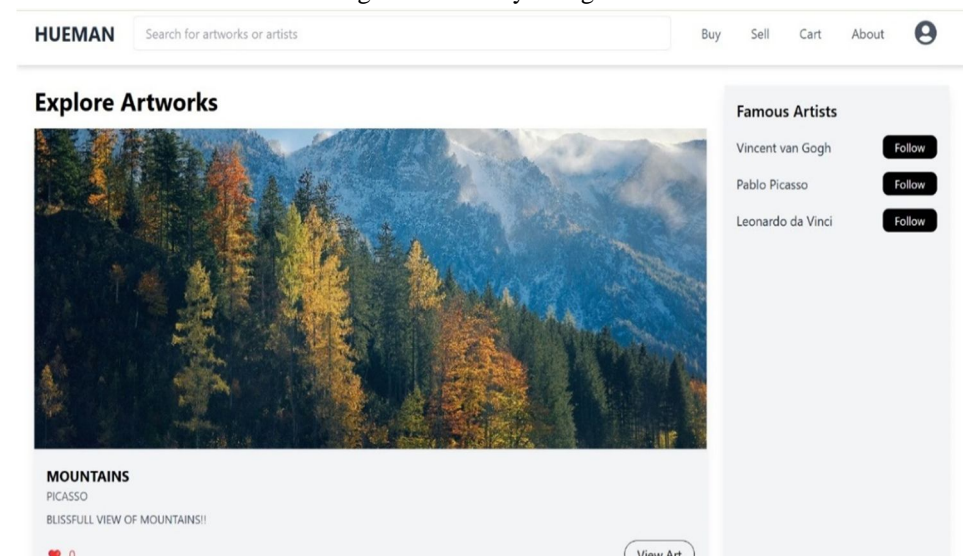 HUEMAN Search for artworks or artists Buy Sell Cart About
Explore Artworks
MOUNTAINS
PICASSO
BLISSFULL VIEW OF MOUNTAINS!!
0 View Art
Famous Artists
Vincent van Gogh Follow
Pablo Picasso Follow
Leonardo da Vinci Follow